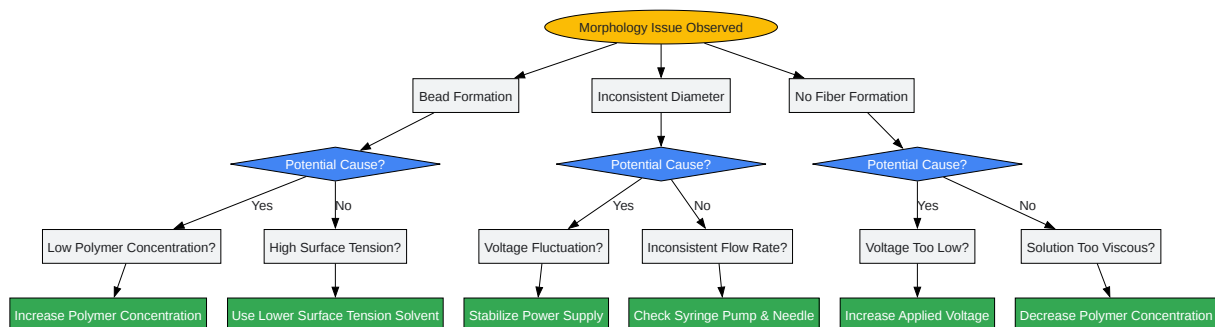 Morphology Issue Observed
Bead Formation
Inconsistent Diameter
No Fiber Formation
Potential Cause?
Potential Cause?
Potential Cause?
Yes
No
Yes
No
Yes
No
Low Polymer Concentration?
High Surface Tension?
Voltage Fluctuation?
Inconsistent Flow Rate?
Voltage Too Low?
Solution Too Viscous?
Increase Polymer Concentration
Use Lower Surface Tension Solvent
Stabilize Power Supply
Check Syringe Pump & Needle
Increase Applied Voltage
Decrease Polymer Concentration